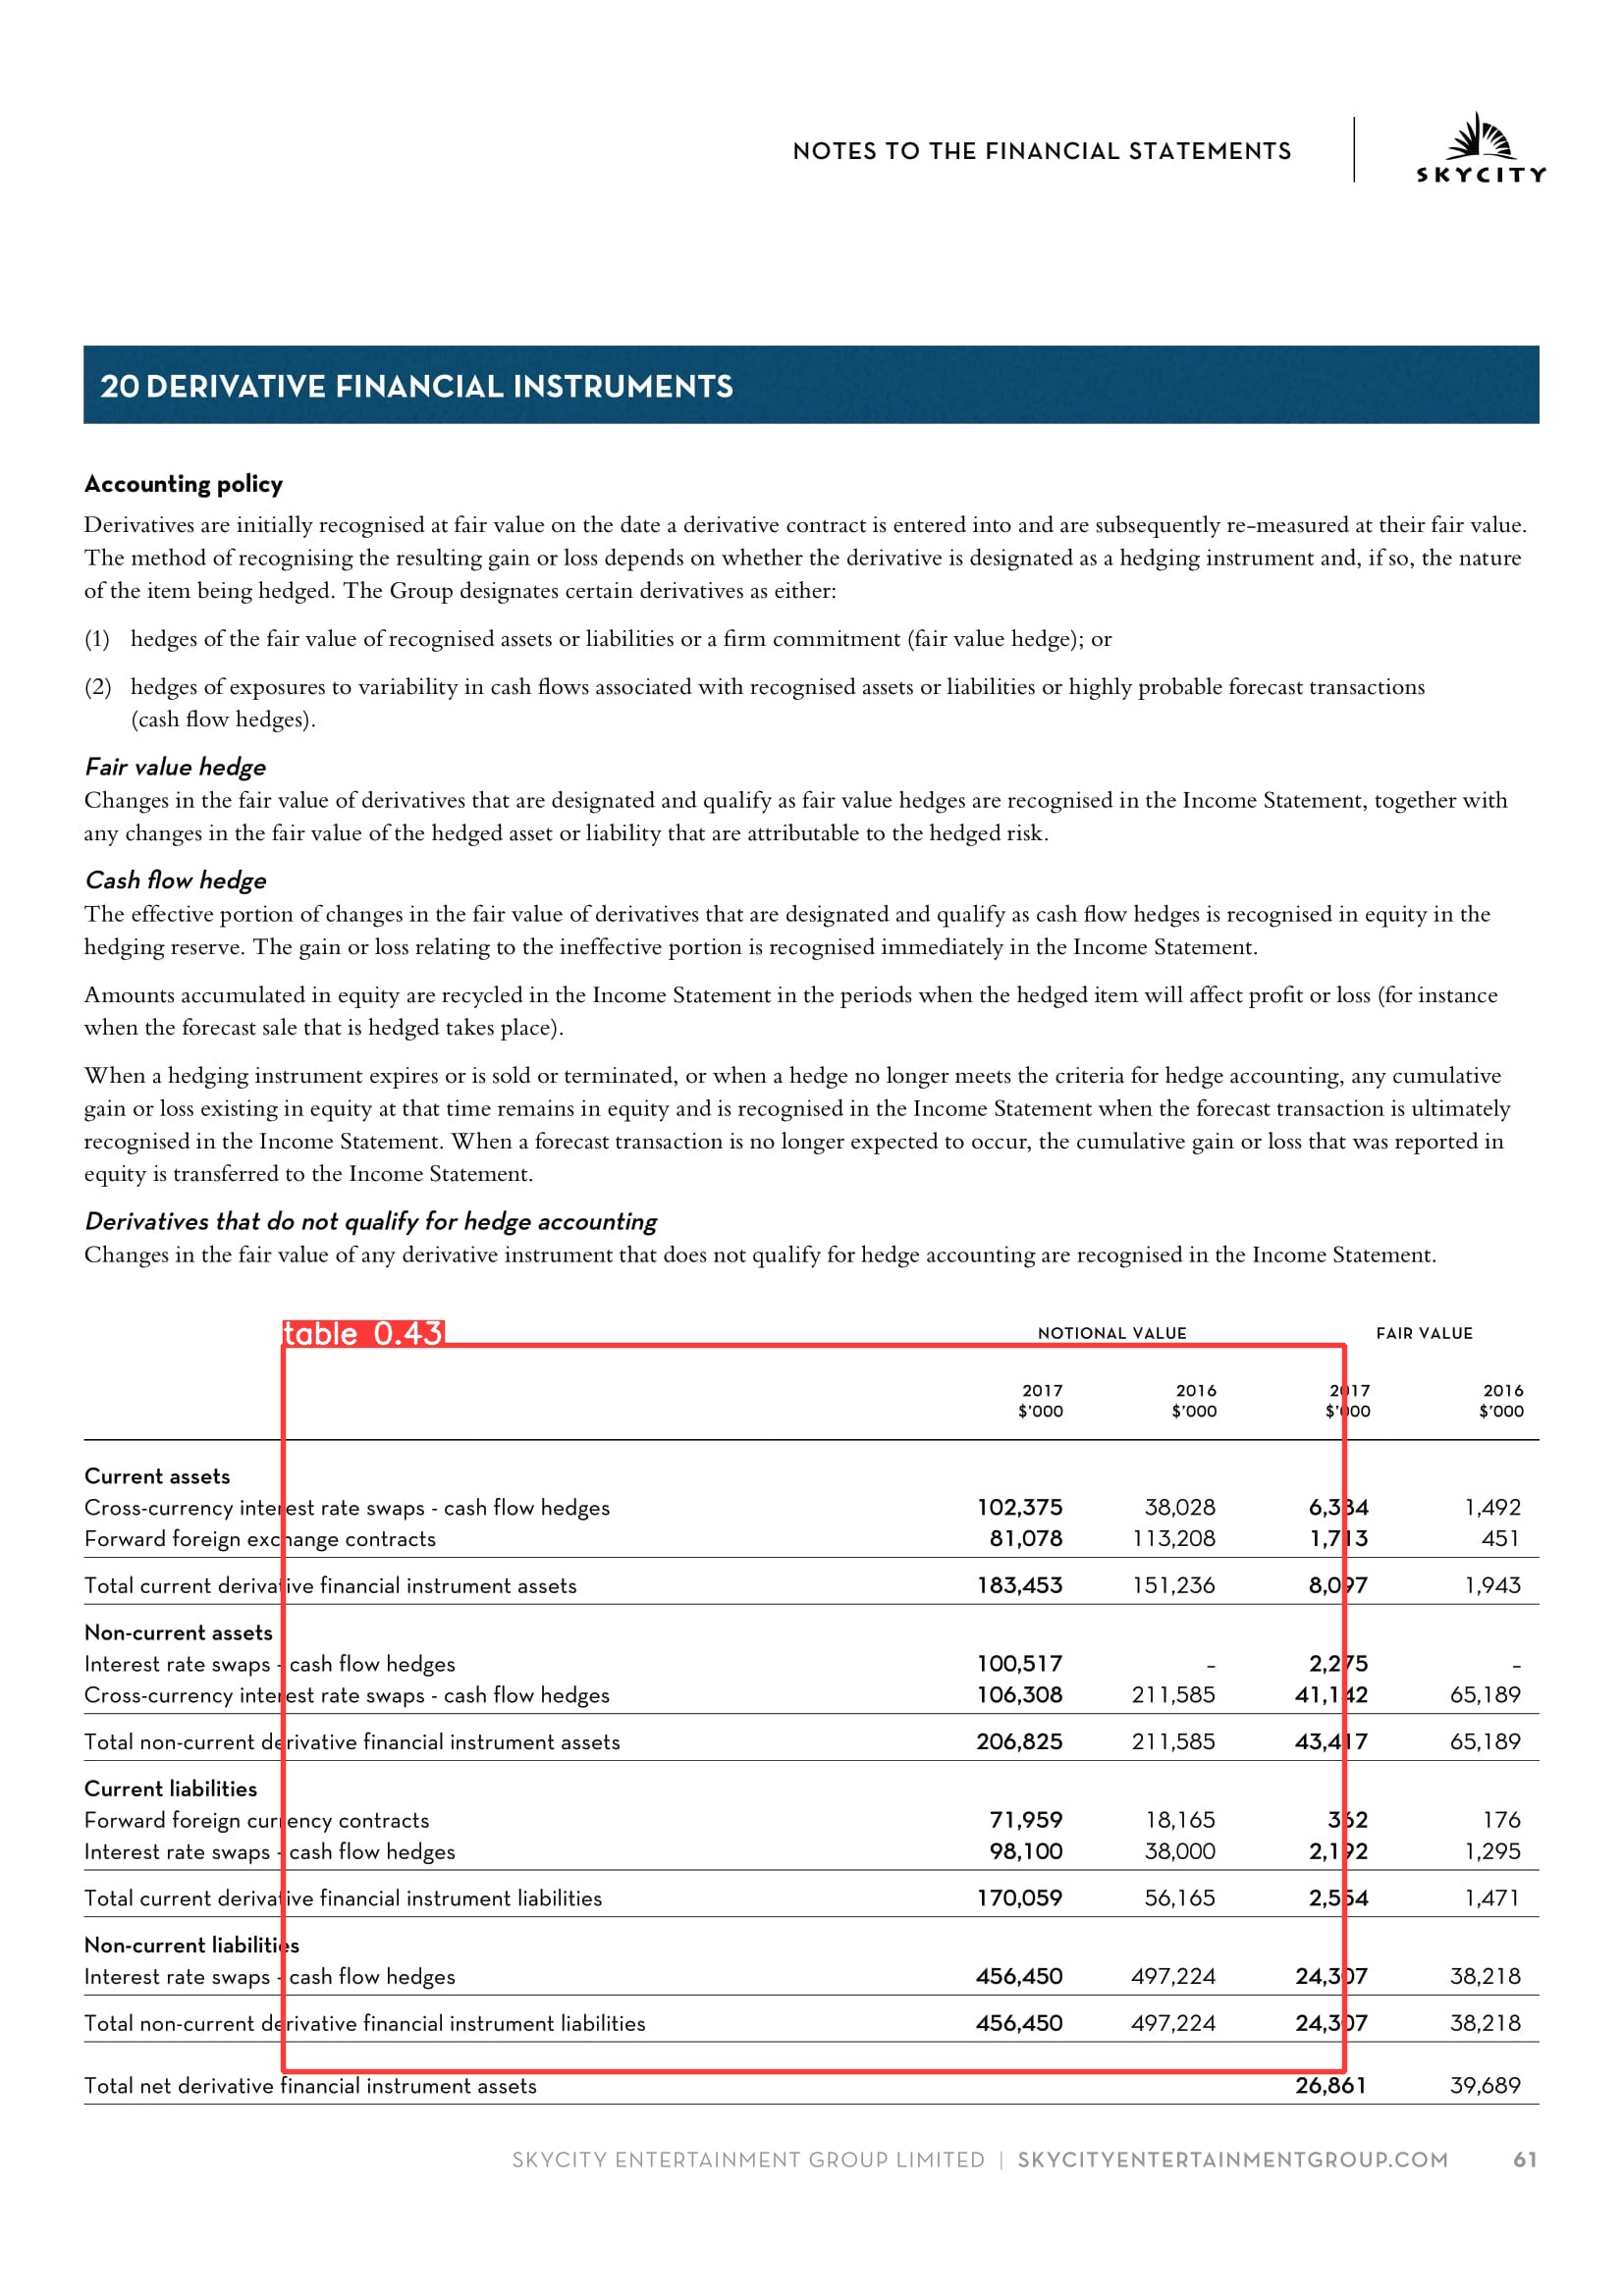 NOTES TO THE FINANCIAL STATEMENTS
SKYCITY
20 DERIVATIVE FINANCIAL INSTRUMENTS
Accounting policy
Derivatives are initially recognised at fair value on the date a derivative contract is entered into and are subsequently re-measured at their fair value.
The method of recognising the resulting gain or loss depends on whether the derivative is designated as a hedging instrument and, if so, the nature
of the item being hedged. The Group designates certain derivatives as either:
(1) hedges of the fair value of recognised assets or liabilities or a firm commitment (fair value hedge); or
(2) hedges of exposures to variability in cash flows associated with recognised assets or liabilities or highly probable forecast transactions
(cash flow hedges).
Fair value hedge
Changes in the fair value of derivatives that are designated and qualify as fair value hedges are recognised in the Income Statement, together with
any changes in the fair value of the hedged asset or liability that are attributable to the hedged risk.
Cash flow hedge
The effective portion of changes in the fair value of derivatives that are designated and qualify as cash flow hedges is recognised in equity in the
hedging reserve. The gain or loss relating to the ineffective portion is recognised immediately in the Income Statement.
Amounts accumulated in equity are recycled in the Income Statement in the periods when the hedged item will affect profit or loss (for instance
when the forecast sale that is hedged takes place).
When a hedging instrument expires or is sold or terminated, or when a hedge no longer meets the criteria for hedge accounting, any cumulative
gain or loss existing in equity at that time remains in equity and is recognised in the Income Statement when the forecast transaction is ultimately
recognised in the Income Statement. When a forecast transaction is no longer expected to occur, the cumulative gain or loss that was reported in
equity is transferred to the Income Statement.
Derivatives that do not qualify for hedge accounting
Changes in the fair value of any derivative instrument that does not qualify for hedge accounting are recognised in the Income Statement.
table 0.43 NOTIONAL VALUE FAIR VALUE
2017 2016 2017 2016
$'000 $'000 $'000 $'000
Current assets
Cross-currency interest rate swaps - cash flow hedges 102,375 38,028 6,384 1,492
Forward foreign exchange contracts 81,078 113,208 1,713 451
Total current derivative financial instrument assets 183,453 151,236 8,097 1,943
Non-current assets
Interest rate swaps - cash flow hedges 100,517 – 2,275 –
Cross-currency interest rate swaps - cash flow hedges 106,308 211,585 41,142 65,189
Total non-current derivative financial instrument assets 206,825 211,585 43,417 65,189
Current liabilities
Forward foreign currency contracts 71,959 18,165 362 176
Interest rate swaps - cash flow hedges 98,100 38,000 2,192 1,295
Total current derivative financial instrument liabilities 170,059 56,165 2,554 1,471
Non-current liabilities
Interest rate swaps - cash flow hedges 456,450 497,224 24,307 38,218
Total non-current derivative financial instrument liabilities 456,450 497,224 24,307 38,218
Total net derivative financial instrument assets 26,861 39,689
SKYCITY ENTERTAINMENT GROUP LIMITED | SKYCITYENTERTAINMENTGROUP.COM 61